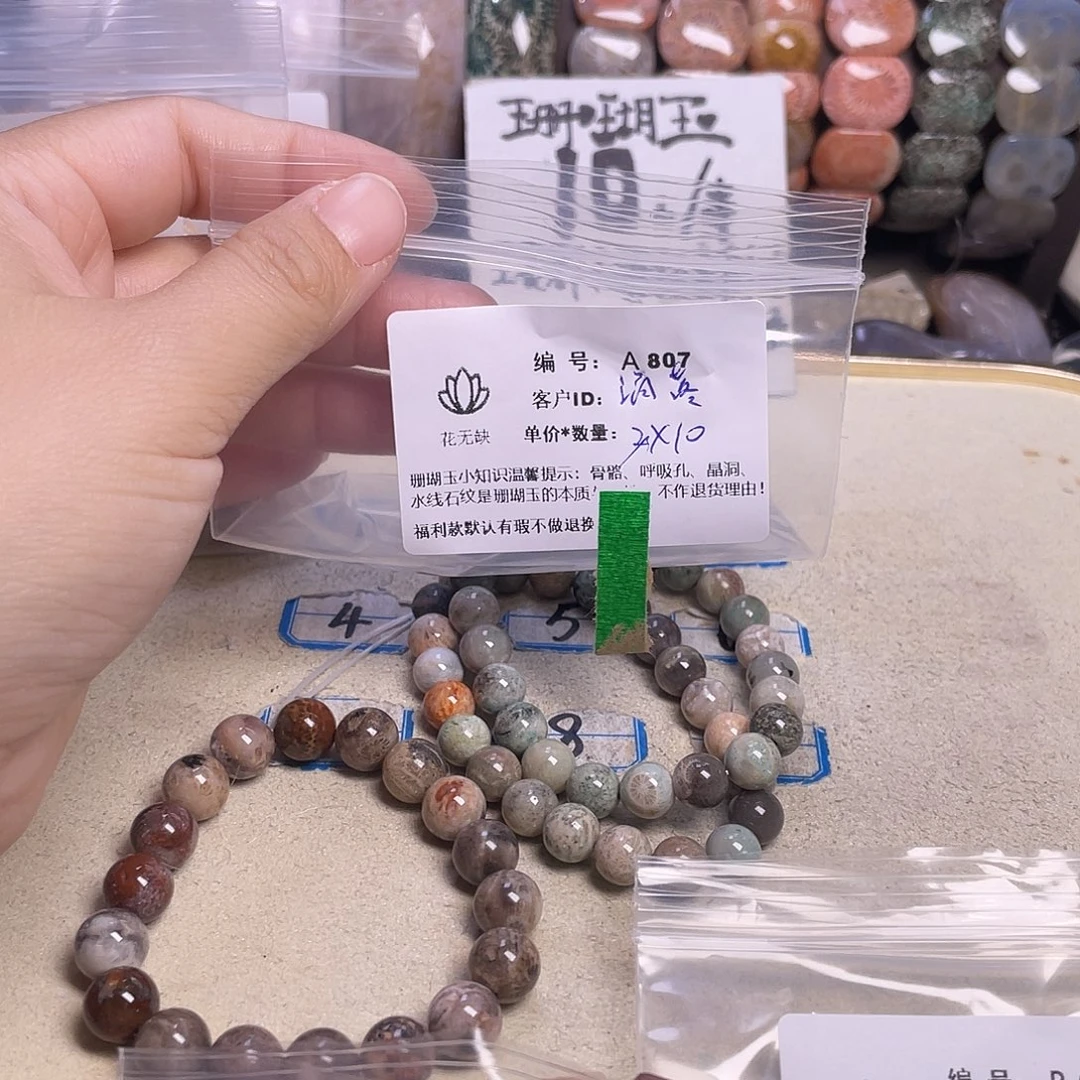 珊瑚玉
10./
编 号: A 807
客户ID:
花无缺
单价*数量: 2X10
珊瑚玉小知识温馨提示: 骨骼、呼吸孔、晶洞、
水线石纹是珊瑚玉的本质 不作退货理由!
福利款默认有瑕不做退换
4
5
8
编 号